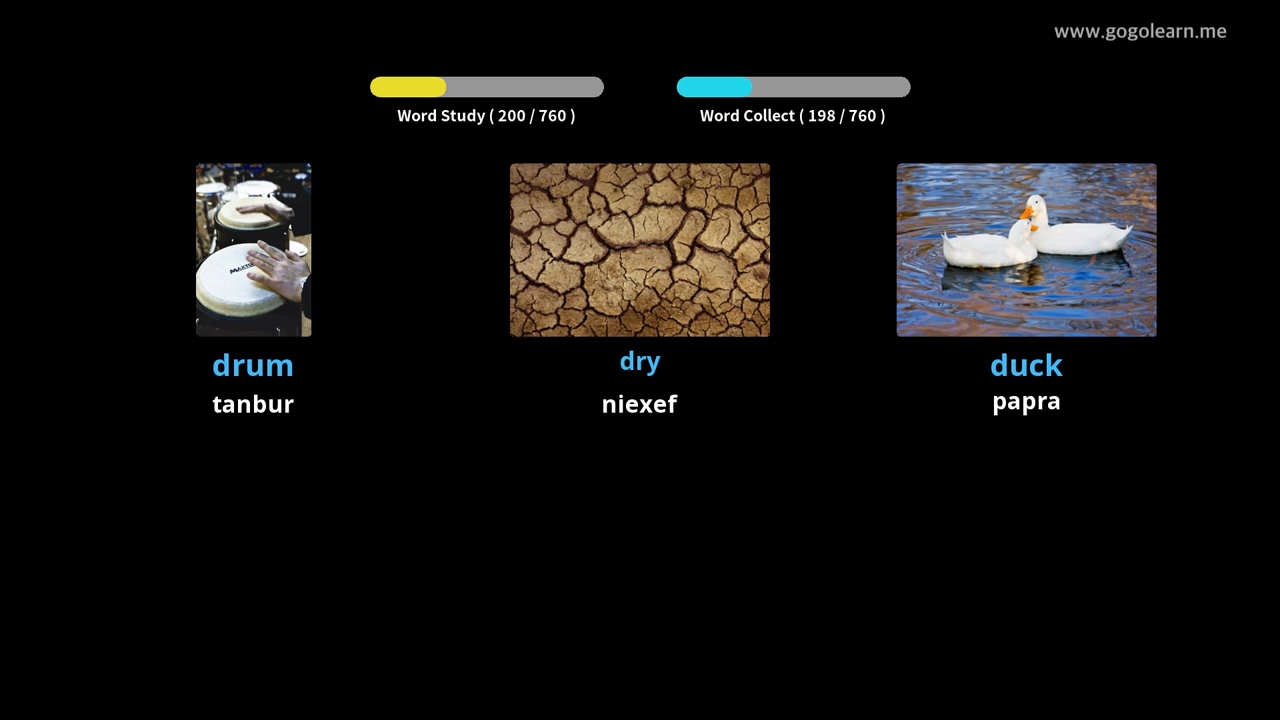 www.gogolearn.me
Word Study ( 200 / 760 )
Word Collect ( 198 / 760 )
drum
tanbur
dry
niexef
duck
papra